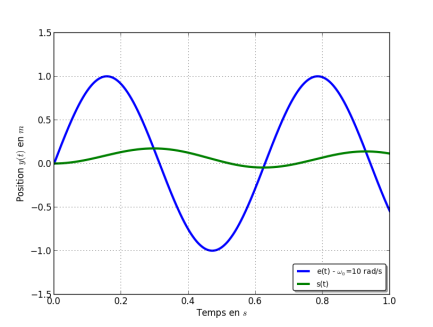 1.5
1.0
0.5
0.0
−0.5
−1.0
−1.5
Position y(t) en m
0.0 0.2 0.4 0.6 0.8 1.0
Temps en s
e(t) - ω₀=10 rad/s
s(t)